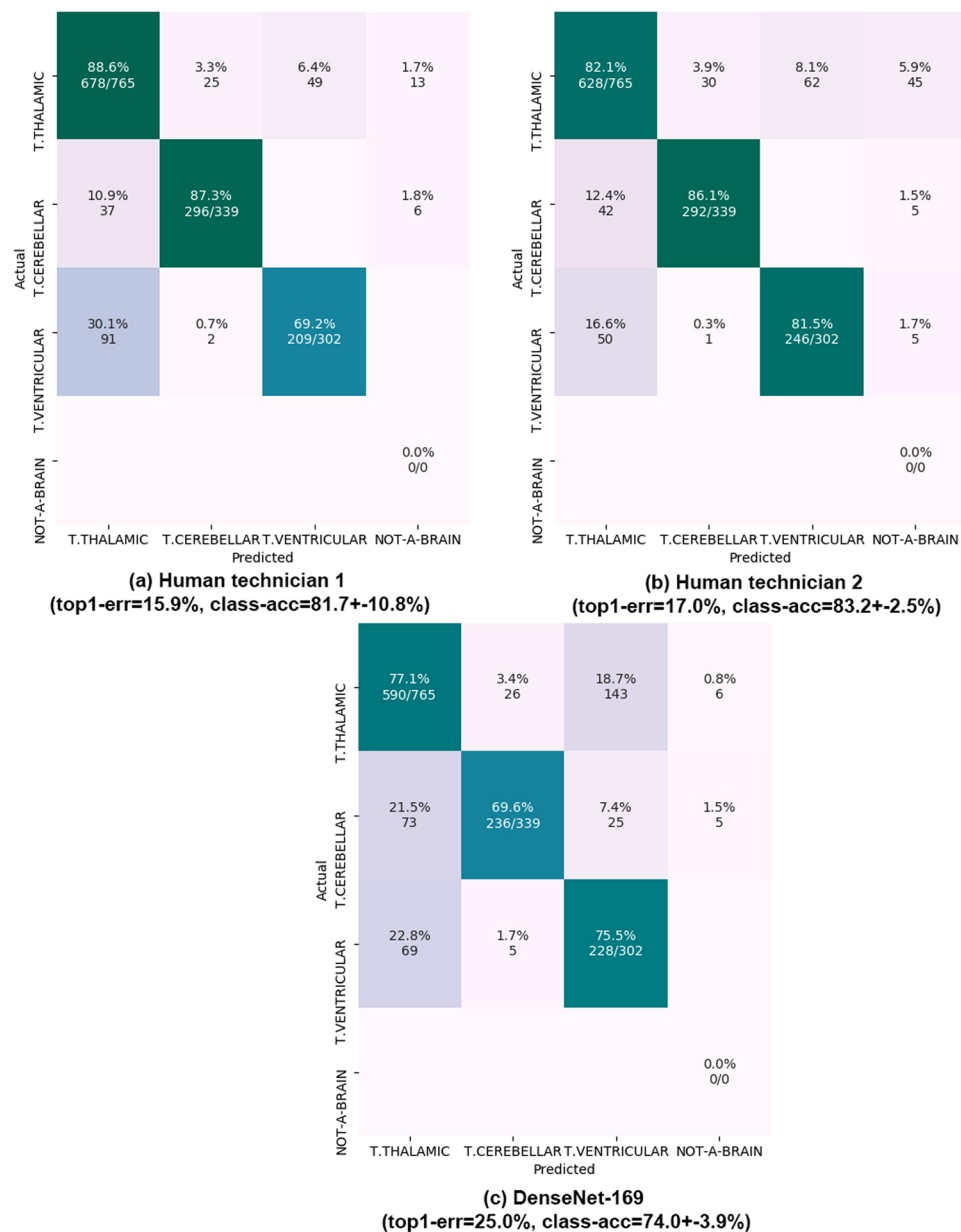 88.6% 3.3% 6.4% 1.7%
678/765 25 49 13
10.9% 87.3% 1.8%
37 296/339 6
30.1% 0.7% 69.2%
91 2 209/302
0.0%
0/0
T.THALAMIC
T.CEREBELLAR
T.VENTRICULAR
NOT-A-BRAIN
Actual
T.THALAMIC T.CEREBELLAR T.VENTRICULAR NOT-A-BRAIN
Predicted
(a) Human technician 1
(top1-err=15.9%, class-acc=81.7+-10.8%)
82.1% 3.9% 8.1% 5.9%
628/765 30 62 45
12.4% 86.1% 1.5%
42 292/339 5
16.6% 0.3% 81.5% 1.7%
50 1 246/302 5
0.0%
0/0
T.THALAMIC
T.CEREBELLAR
T.VENTRICULAR
NOT-A-BRAIN
Actual
T.THALAMIC T.CEREBELLAR T.VENTRICULAR NOT-A-BRAIN
Predicted
(b) Human technician 2
(top1-err=17.0%, class-acc=83.2+-2.5%)
77.1% 3.4% 18.7% 0.8%
590/765 26 143 6
21.5% 69.6% 7.4% 1.5%
73 236/339 25 5
22.8% 1.7% 75.5%
69 5 228/302
0.0%
0/0
T.THALAMIC
T.CEREBELLAR
T.VENTRICULAR
NOT-A-BRAIN
Actual
T.THALAMIC T.CEREBELLAR T.VENTRICULAR NOT-A-BRAIN
Predicted
(c) DenseNet-169
(top1-err=25.0%, class-acc=74.0+-3.9%)